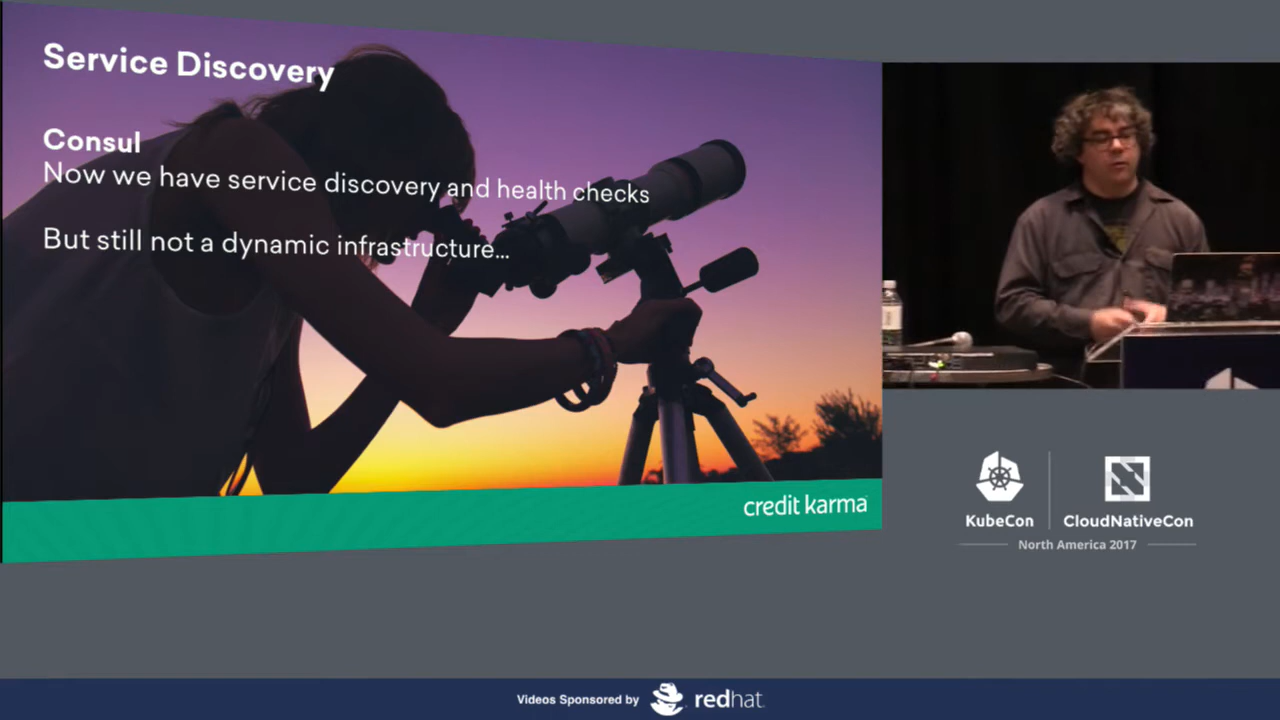 Service Discovery
Consul
Now we have service discovery and health checks
But still not a dynamic infrastructure...
credit karma
KubeCon
CloudNativeCon
North America 2017
Videos Sponsored by
redhat.